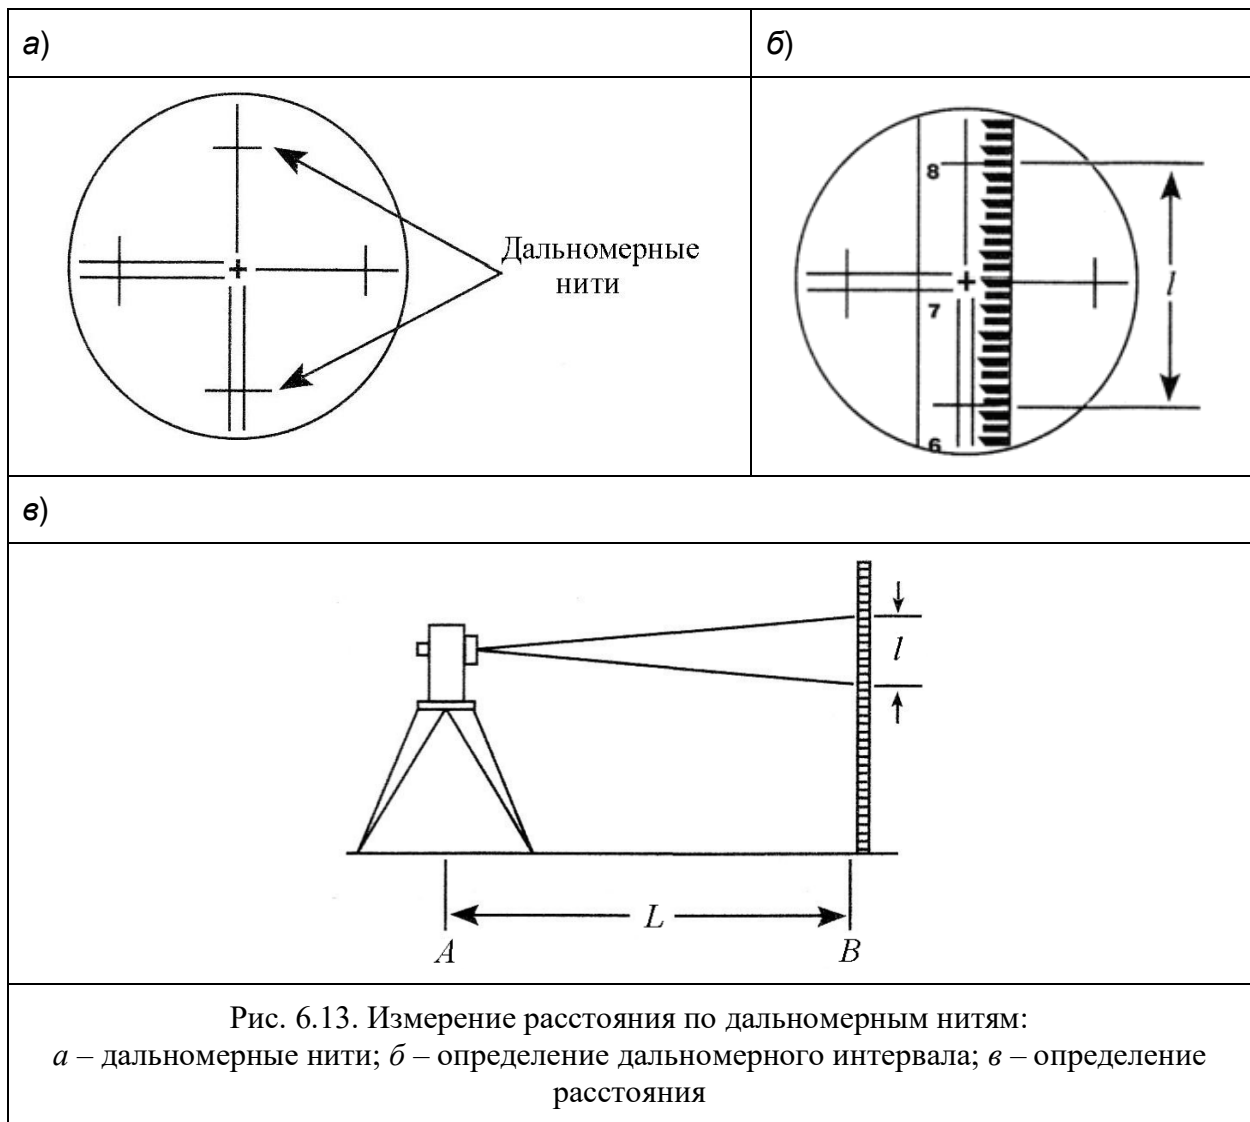 а)
б)
Дальномерные
нити
8
7
6
l
в)
l
L
A
B
Рис. 6.13. Измерение расстояния по дальномерным нитям:
а – дальномерные нити; б – определение дальномерного интервала; в – определение
расстояния